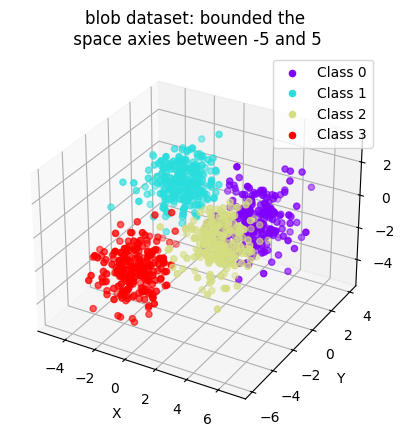 blob dataset: bounded the
space axies between -5 and 5
Class 0
Class 1
Class 2
Class 3
2
0
−2
−4
4
2
0
−2
−4
−6
Y
−4
−2
0
2
4
6
X